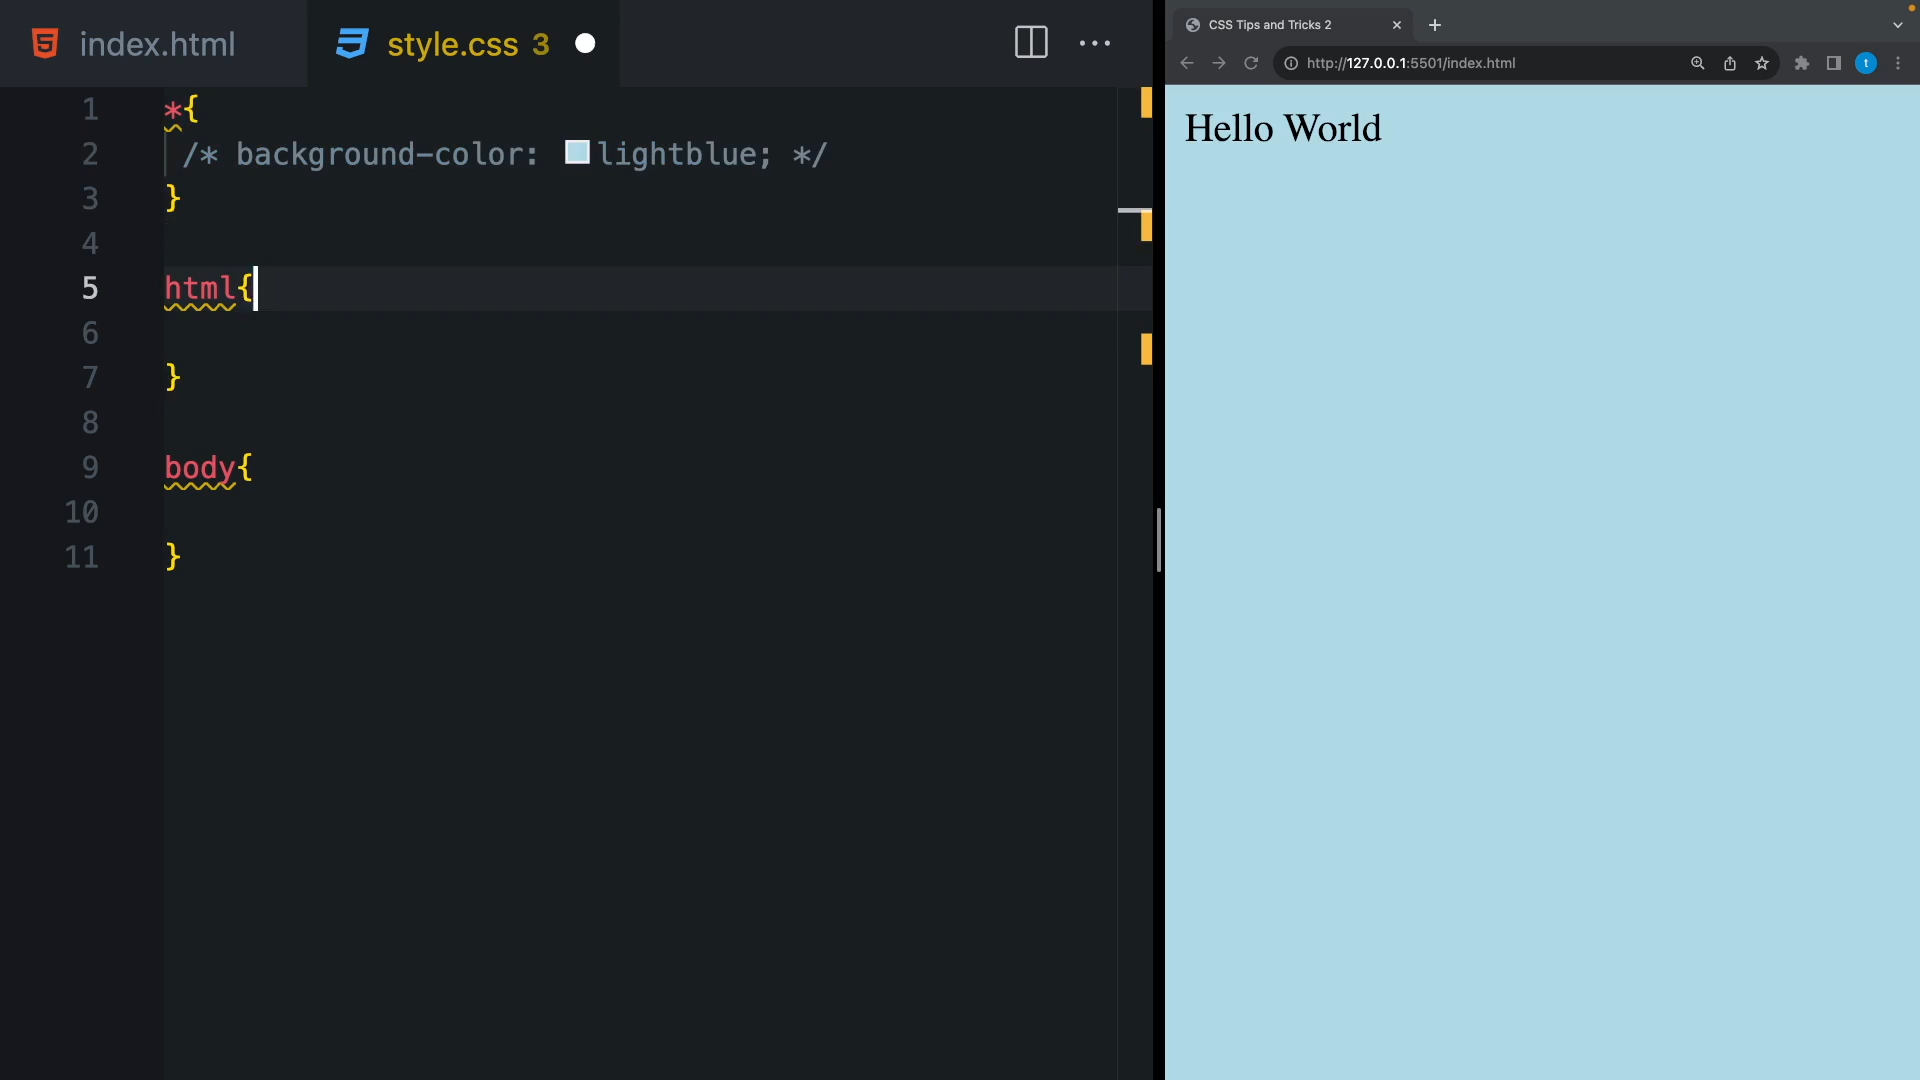 index.html
style.css 3
1 *{
2 /* background-color: lightblue; */
3 }
4
5 html{
6
7 }
8
9 body{
10
11 }
CSS Tips and Tricks 2
http://127.0.0.1:5501/index.html
t
Hello World